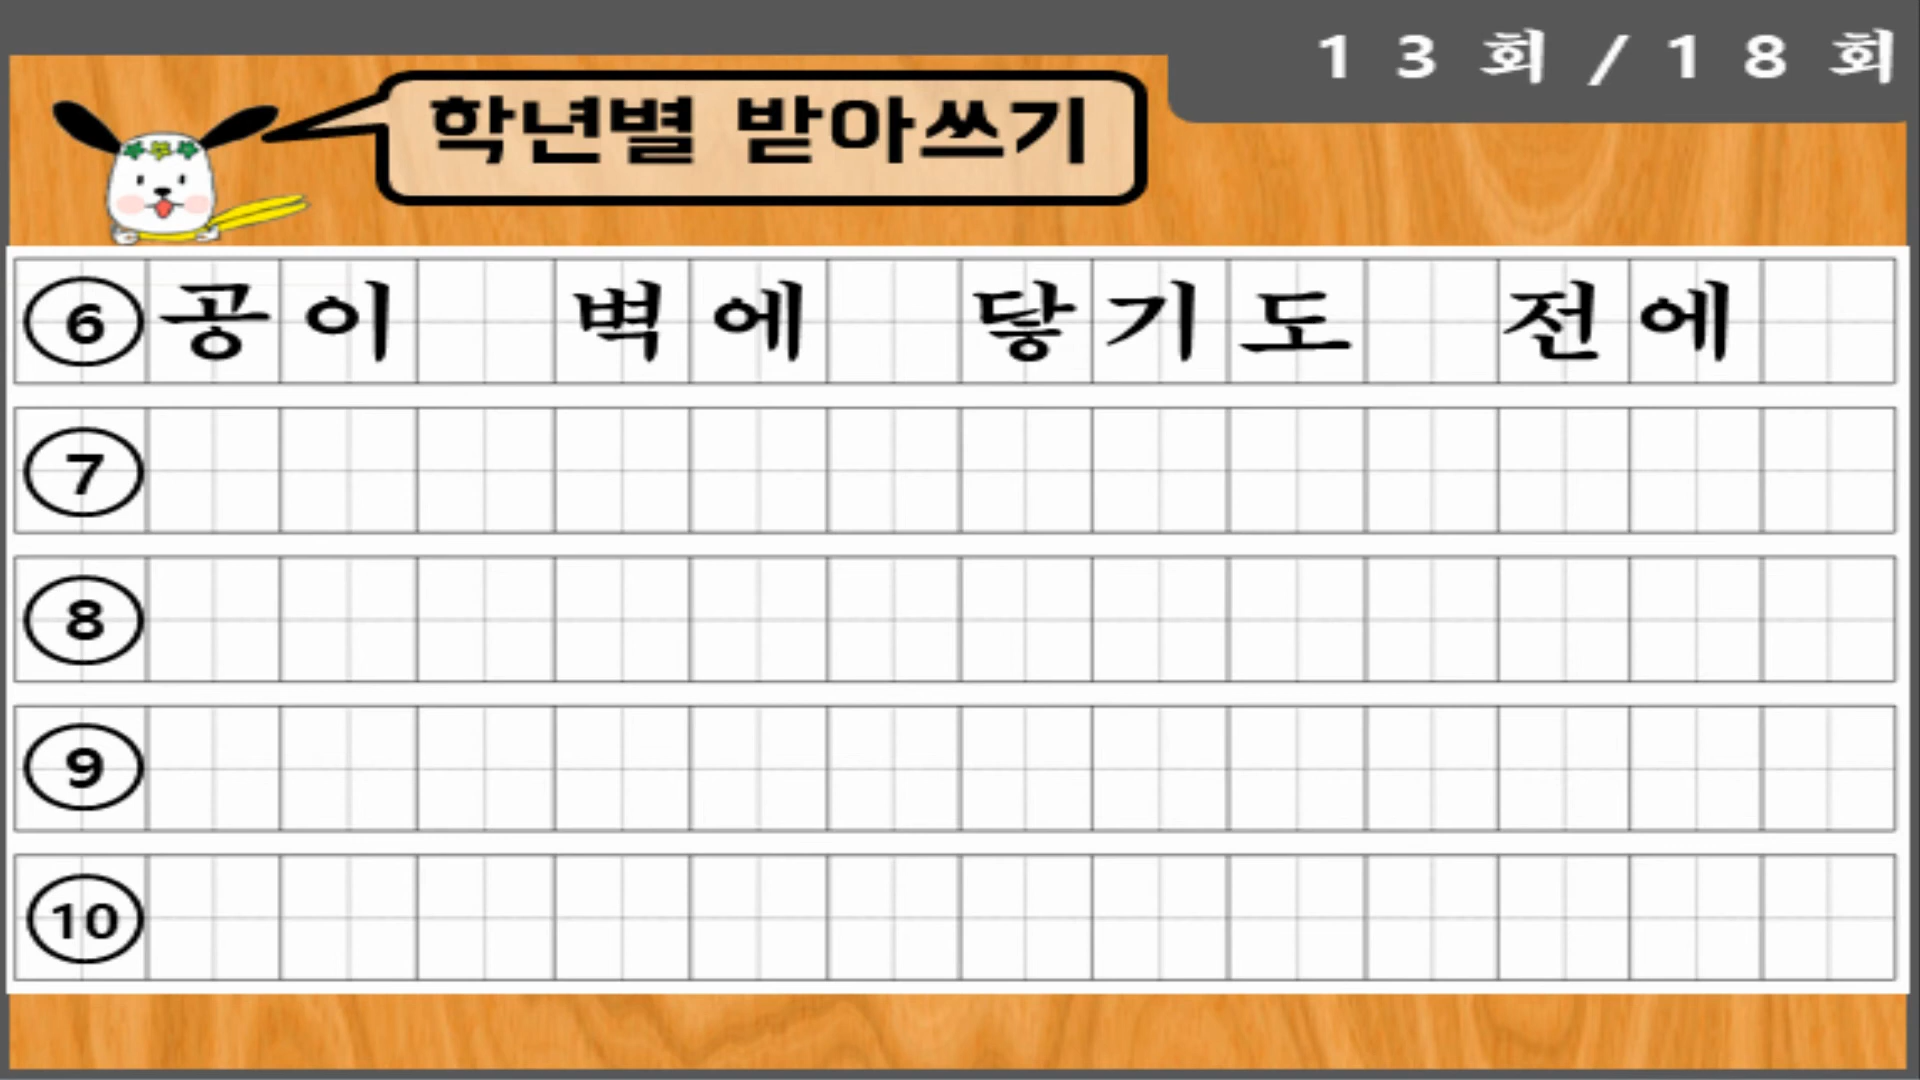 13회/18회
학년별 받아쓰기
⑥ 공이 벽에 닿기도 전에
⑦
⑧
⑨
⑩